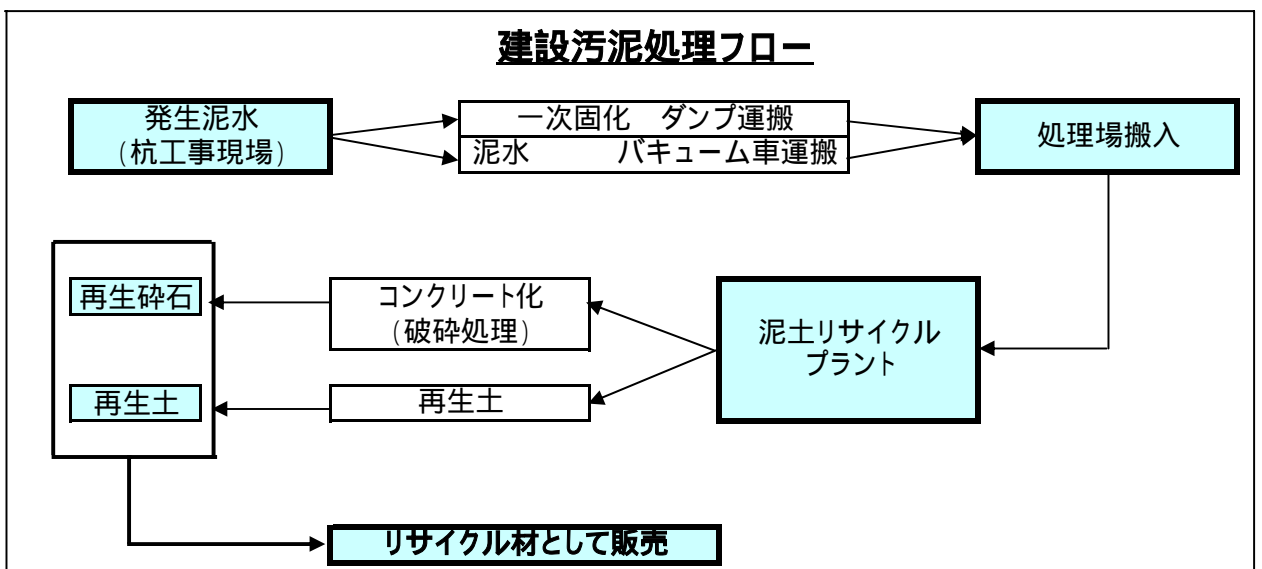 建設汚泥処理フロー
発生泥水
(杭工事現場)
一次固化　ダンプ運搬
泥水　　　バキューム車運搬
処理場搬入
再生砕石
コンクリート化
(破砕処理)
泥土リサイクル
プラント
再生土
再生土
リサイクル材として販売